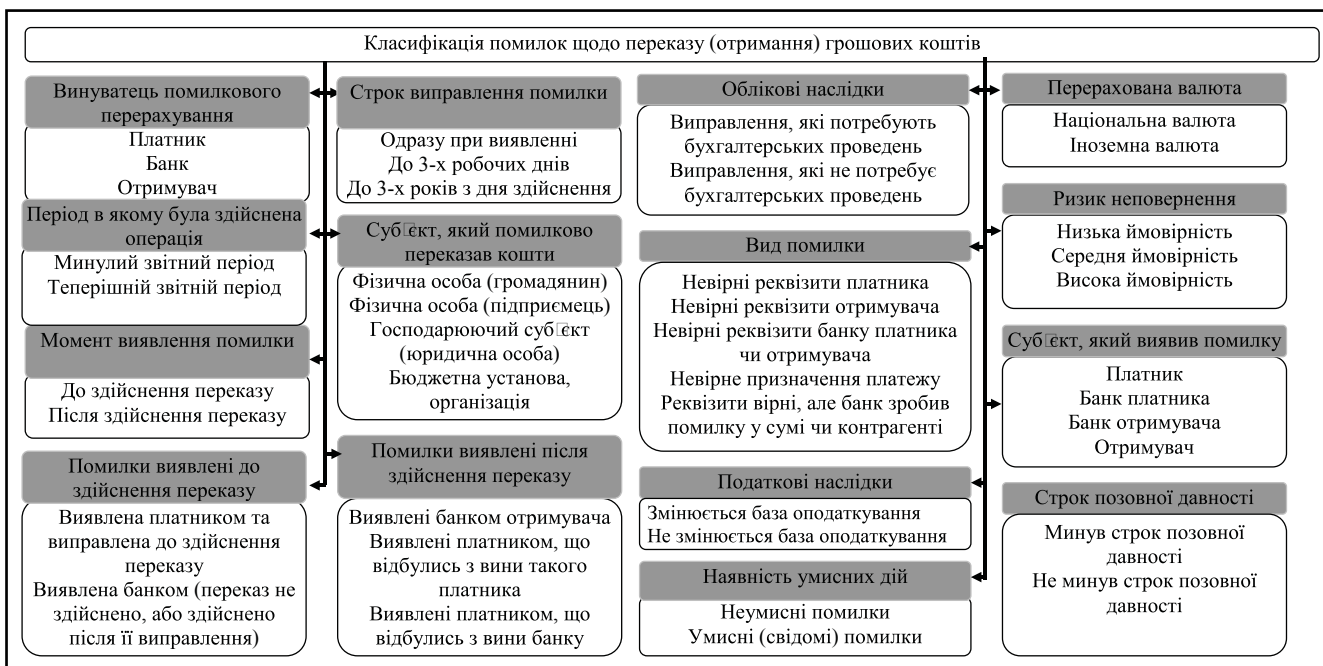 Класифікація помилок щодо переказу (отримання) грошових коштів
Винуватець помилкового
перерахування
Платник
Банк
Отримувач
Період в якому була здійснена
операція
Минулий звітній період
Теперішній звітній період
Момент виявлення помилки
До здійснення переказу
Після здійснення переказу
Помилки виявлені до
здійснення переказу
Виявлена платником та
виправлена до здійснення
переказу
Виявлена банком (переказ не
здійснено, або здійснено
після її виправлення)
Строк виправлення помилки
Одразу при виявленні
До 3-х робочих днів
До 3-х років з дня здійснення
Суб□єкт, який помилково
переказав кошти
Фізична особа (громадянин)
Фізична особа (підприємець)
Господарюючий суб□єкт
(юридична особа)
Бюджетна установа,
організація
Помилки виявлені після
здійснення переказу
Виявлені банком отримувача
Виявлені платником, що
відбулись з вини такого
платника
Виявлені платником, що
відбулись з вини банку
Облікові наслідки
Виправлення, які потребують
бухгалтерських проведень
Виправлення, які не потребує
бухгалтерських проведень
Вид помилки
Невірні реквізити платника
Невірні реквізити отримувача
Невірні реквізити банку платника
чи отримувача
Невірне призначення платежу
Реквізити вірні, але банк зробив
помилку у сумі чи контрагенті
Податкові наслідки
Змінюється база оподаткування
Не змінюється база оподаткування
Наявність умисних дій
Неумисні помилки
Умисні (свідомі) помилки
Перерахована валюта
Національна валюта
Іноземна валюта
Ризик неповернення
Низька ймовірність
Середня ймовірність
Висока ймовірність
Суб□єкт, який виявив помилку
Платник
Банк платника
Банк отримувача
Отримувач
Строк позовної давності
Минув строк позовної
давності
Не минув строк позовної
давності